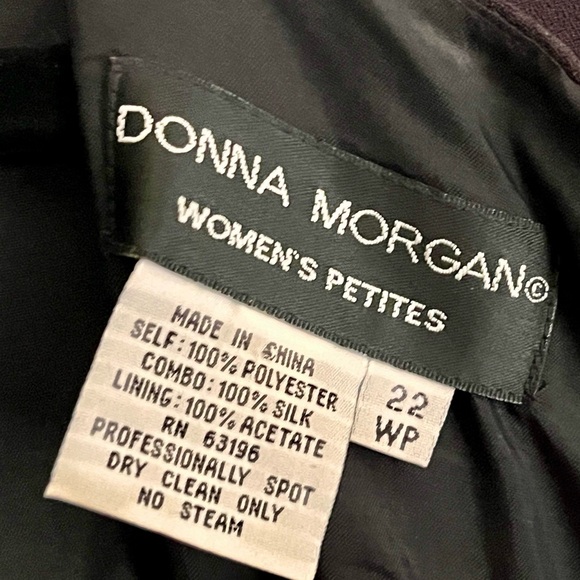 DONNA MORGAN©
WOMEN'S PETITES
MADE IN CHINA
SELF: 100% POLYESTER
COMBO: 100% SILK
LINING: 100% ACETATE
RN 63196
PROFESSIONALLY SPOT
DRY CLEAN ONLY
NO STEAM
22
WP